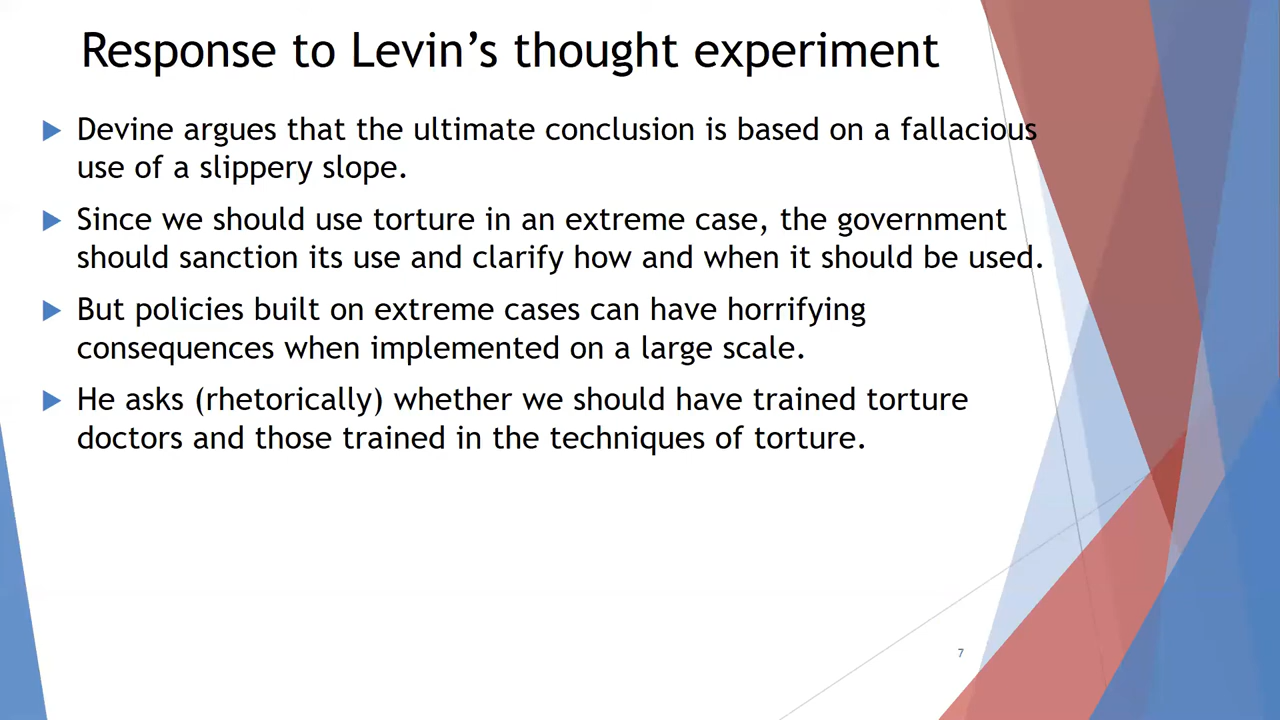 Response to Levin’s thought experiment
Devine argues that the ultimate conclusion is based on a fallacious
use of a slippery slope.
Since we should use torture in an extreme case, the government
should sanction its use and clarify how and when it should be used.
But policies built on extreme cases can have horrifying
consequences when implemented on a large scale.
He asks (rhetorically) whether we should have trained torture
doctors and those trained in the techniques of torture.
7